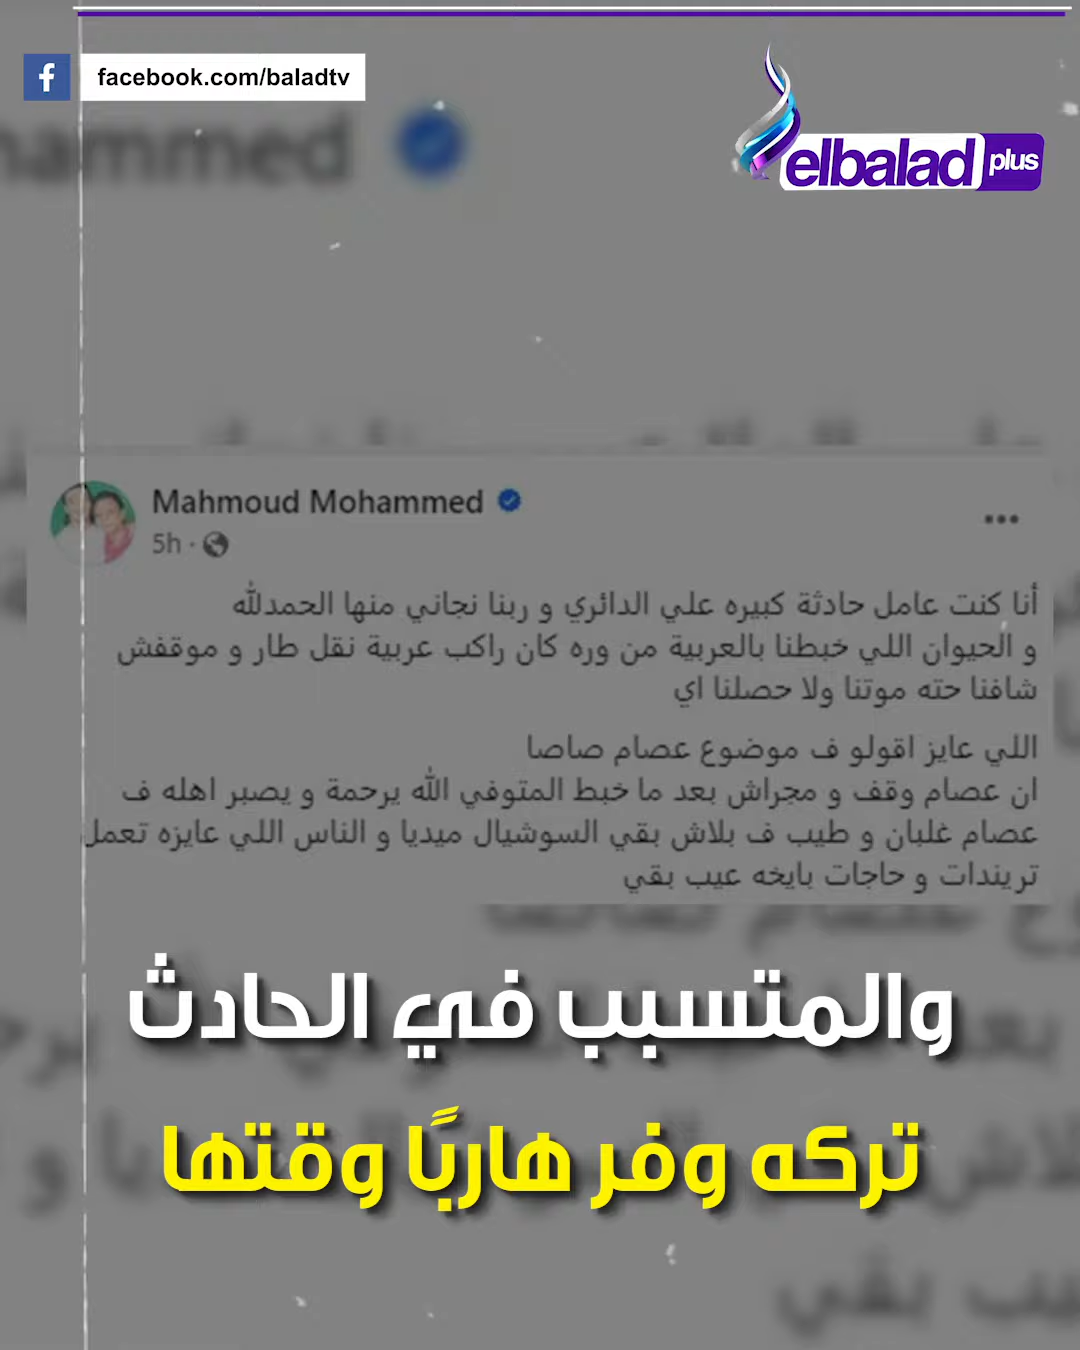 facebook.com/baladtv
elbalad plus
hammed
Mahmoud Mohammed
5h
أنا كنت عامل حادثة كبيره علي الدائري و ربنا نجاني منها الحمدلله
و الحيوان اللي خبطنا بالعربية من وره كان راكب عربية نقل طار و موقفش
شافنا حته موتنا ولا حصلنا اي
اللي عايز اقولو ف موضوع عصام صاصا
ان عصام وقف و مجراش بعد ما خبط المتوفي الله يرحمة و يصبر اهله ف
عصام غلبان و طيب ف بلاش بقي السوشيال ميديا و الناس اللي عايزه تعمل
تريندات و حاجات بايخه عيب بقي
والمتسبب في الحادث
تركه وفر هاربًا وقتها